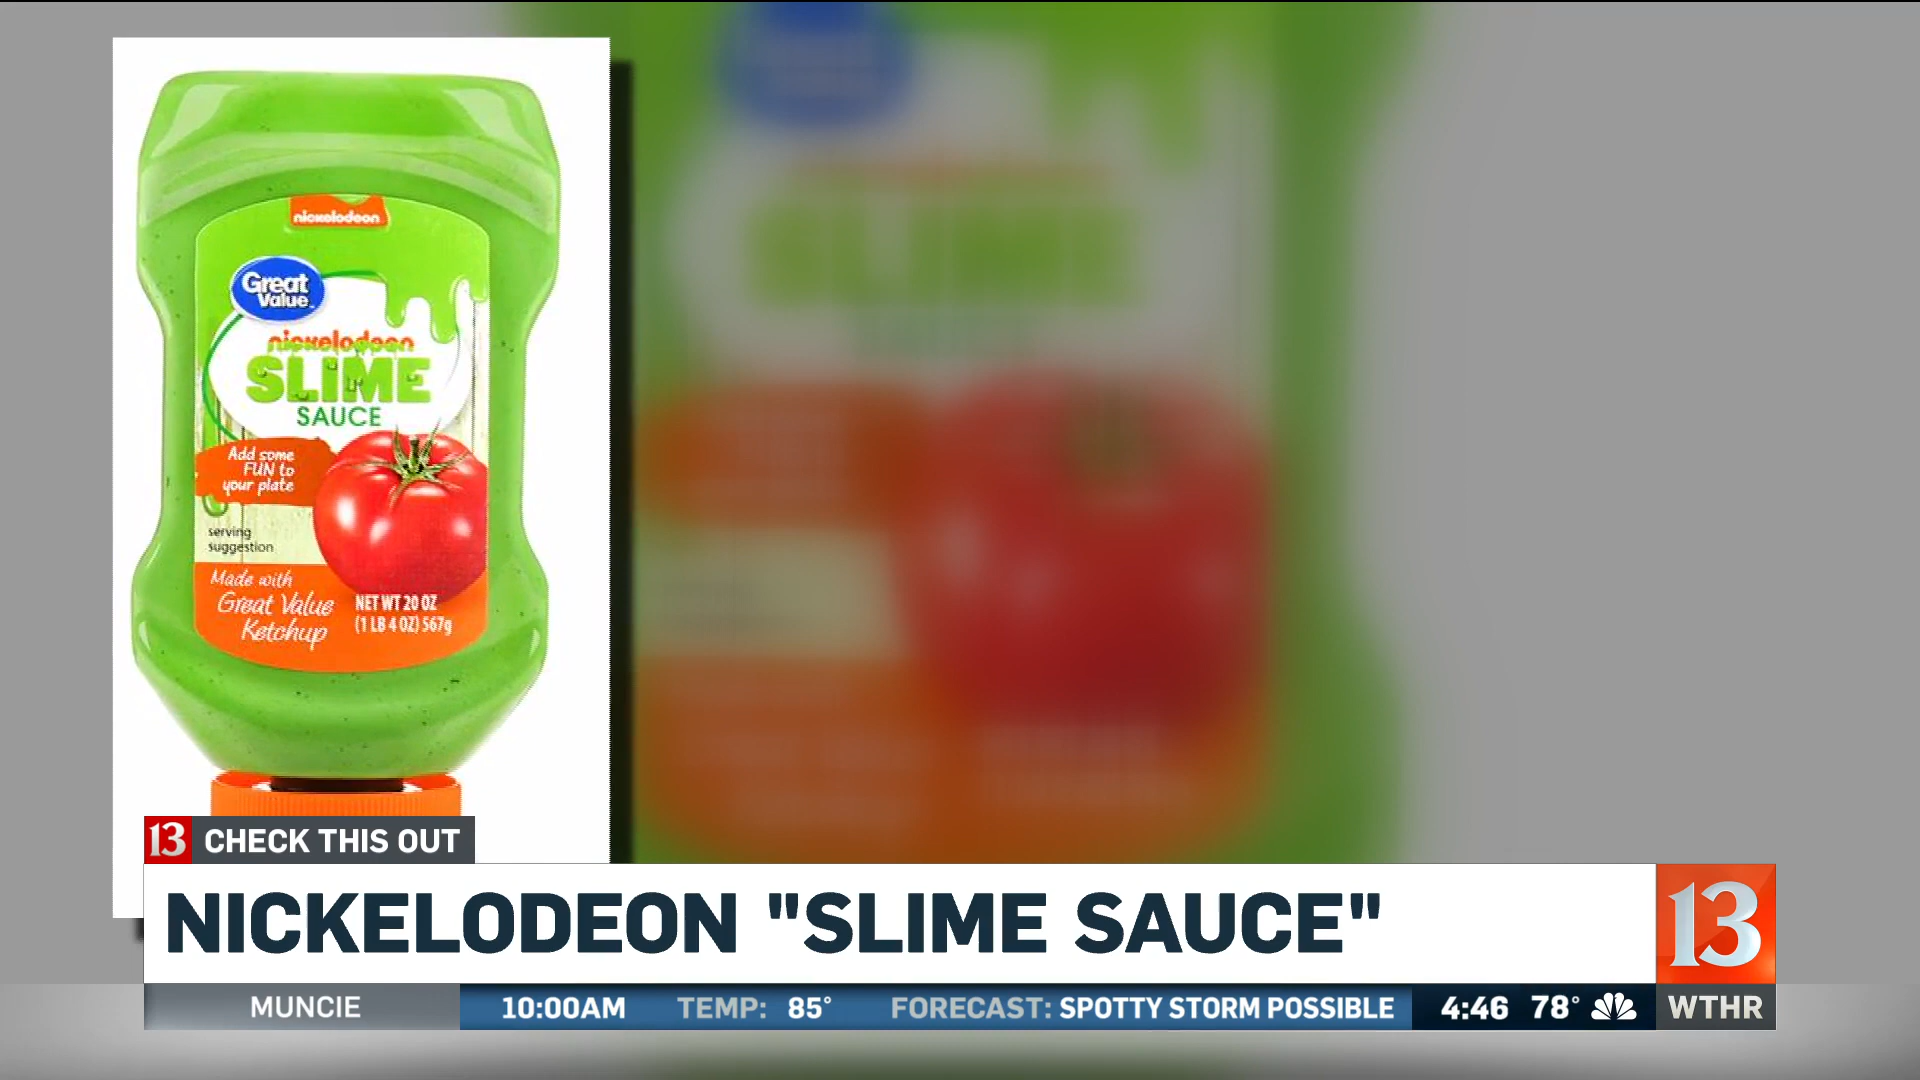 nickelodeon
Great
Value
nickelodeon
SLIME
SAUCE
Add some
FUN to
your plate
serving
suggestion
Made with
Great Value
Ketchup
NET WT 20 OZ
(1 LB 4 OZ) 567g
13 CHECK THIS OUT
NICKELODEON "SLIME SAUCE"
13
MUNCIE 10:00AM TEMP: 85° FORECAST: SPOTTY STORM POSSIBLE 4:46 78° WTHR